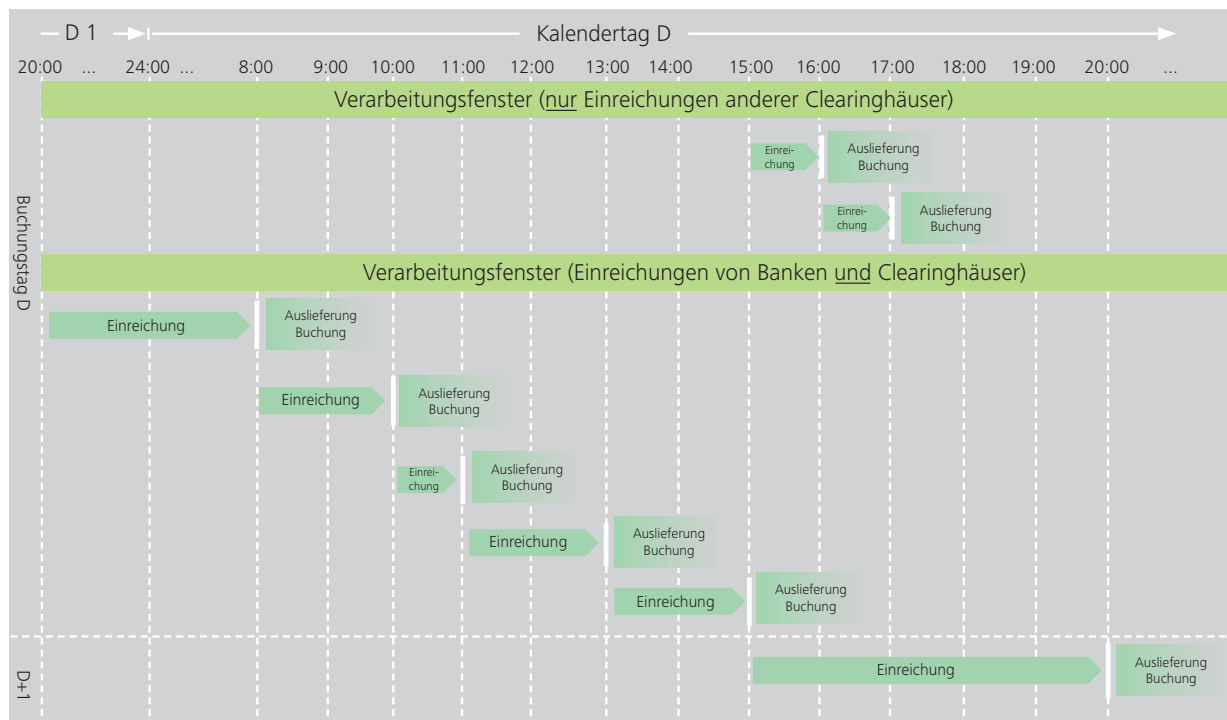 D 1
Kalendertag D
20:00 ... 24:00 ... 8:00 9:00 10:00 11:00 12:00 13:00 14:00 15:00 16:00 17:00 18:00 19:00 20:00 ...
Verarbeitungsfenster (nur Einreichungen anderer Clearinghäuser)
Einrei-
chung
Auslieferung
Buchung
Einrei-
chung
Auslieferung
Buchung
Buchungstag D
Verarbeitungsfenster (Einreichungen von Banken und Clearinghäuser)
Einreichung
Auslieferung
Buchung
Einreichung
Auslieferung
Buchung
Einrei-
chung
Auslieferung
Buchung
Einreichung
Auslieferung
Buchung
Einreichung
Auslieferung
Buchung
D+1
Einreichung
Auslieferung
Buchung